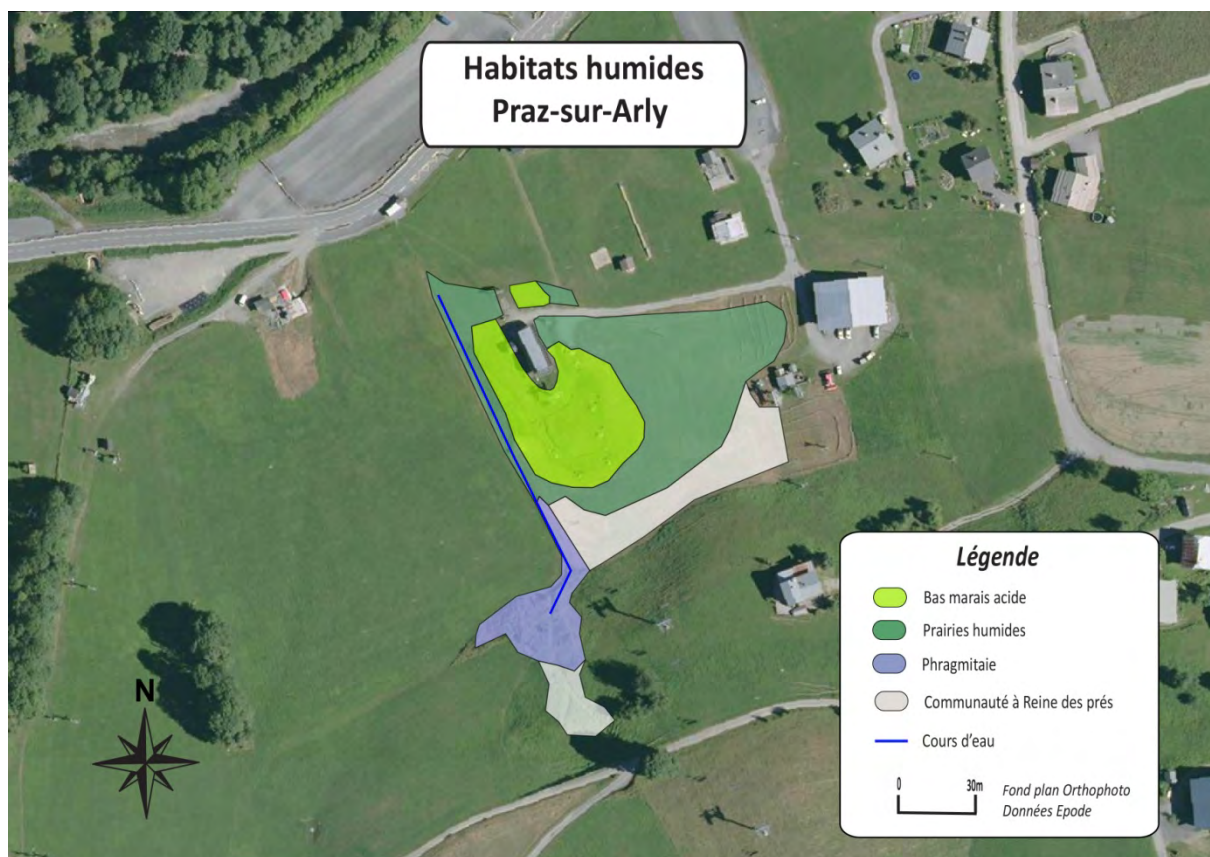 Habitats humides
Praz-sur-Arly
Légende
Bas marais acide
Prairies humides
Phragmitaie
Communauté à Reine des prés
Cours d'eau
0 30m
Fond plan Orthophoto
Données Epode
N